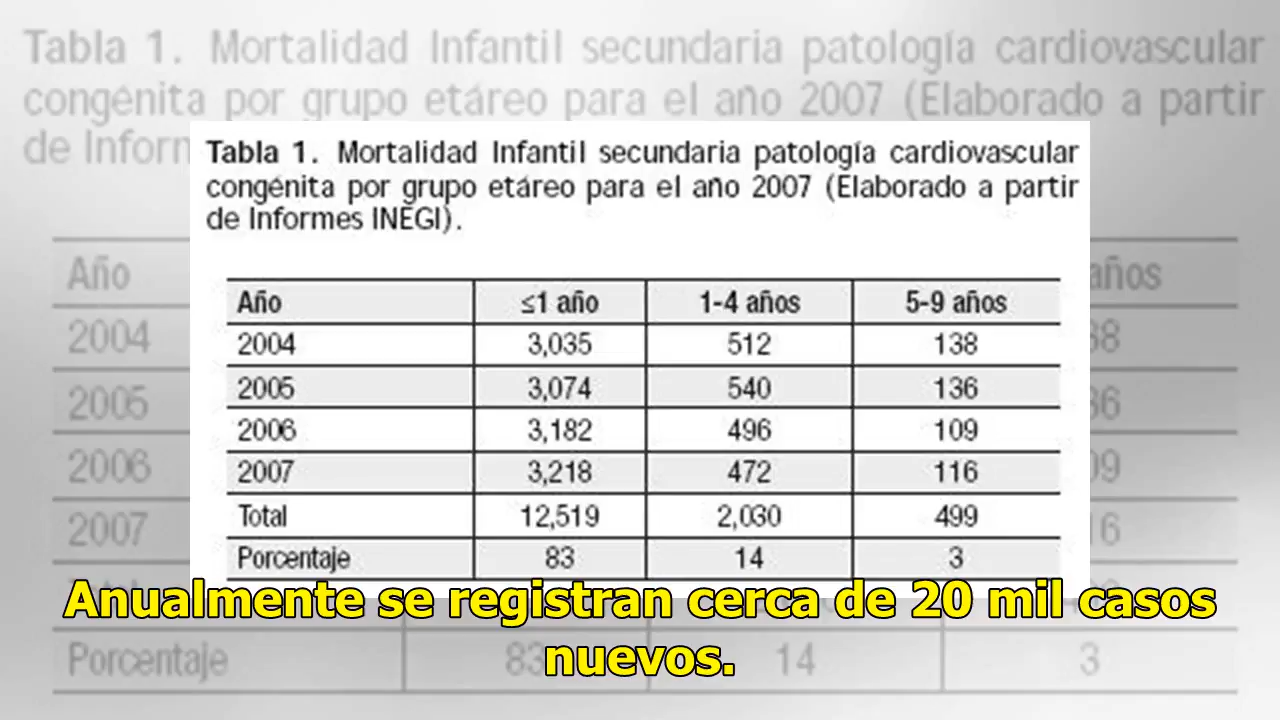 Tabla 1. Mortalidad Infantil secundaria patología cardiovascular
congénita por grupo etáreo para el año 2007 (Elaborado a partir
de Informes INEGI).
Año ≤1 año 1-4 años 5-9 años
2004 3,035 512 138
2005 3,074 540 136
2006 3,182 496 109
2007 3,218 472 116
Total 12,519 2,030 499
Porcentaje 83 14 3
Anualmente se registran cerca de 20 mil casos
nuevos.